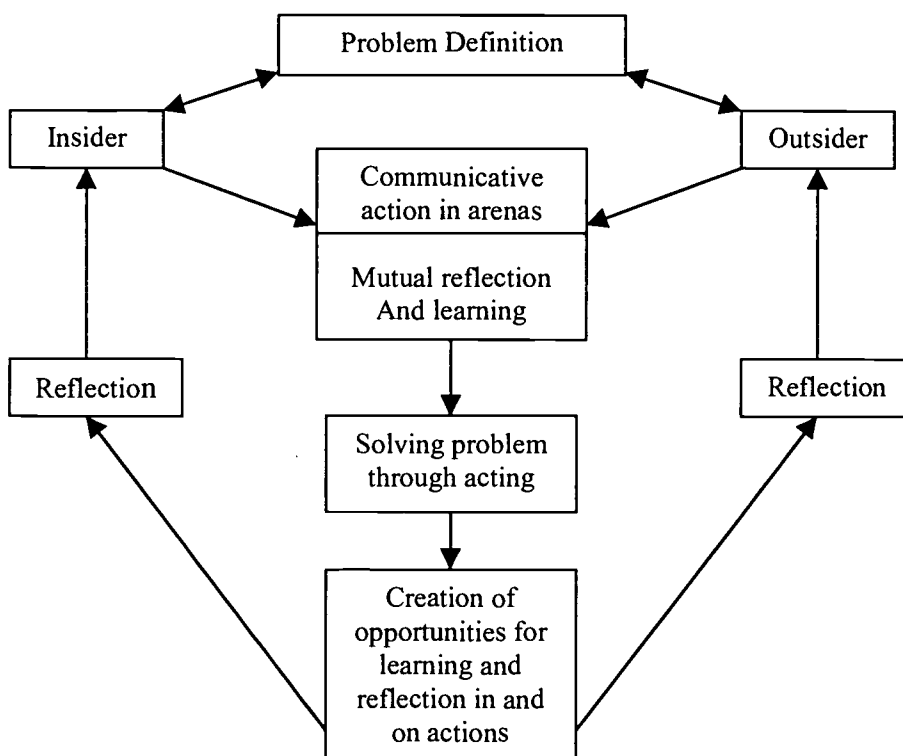 Problem Definition
Insider
Outsider
Communicative
action in arenas
Mutual reflection
And learning
Reflection
Reflection
Solving problem
through acting
Creation of
opportunities for
learning and
reflection in and
on actions